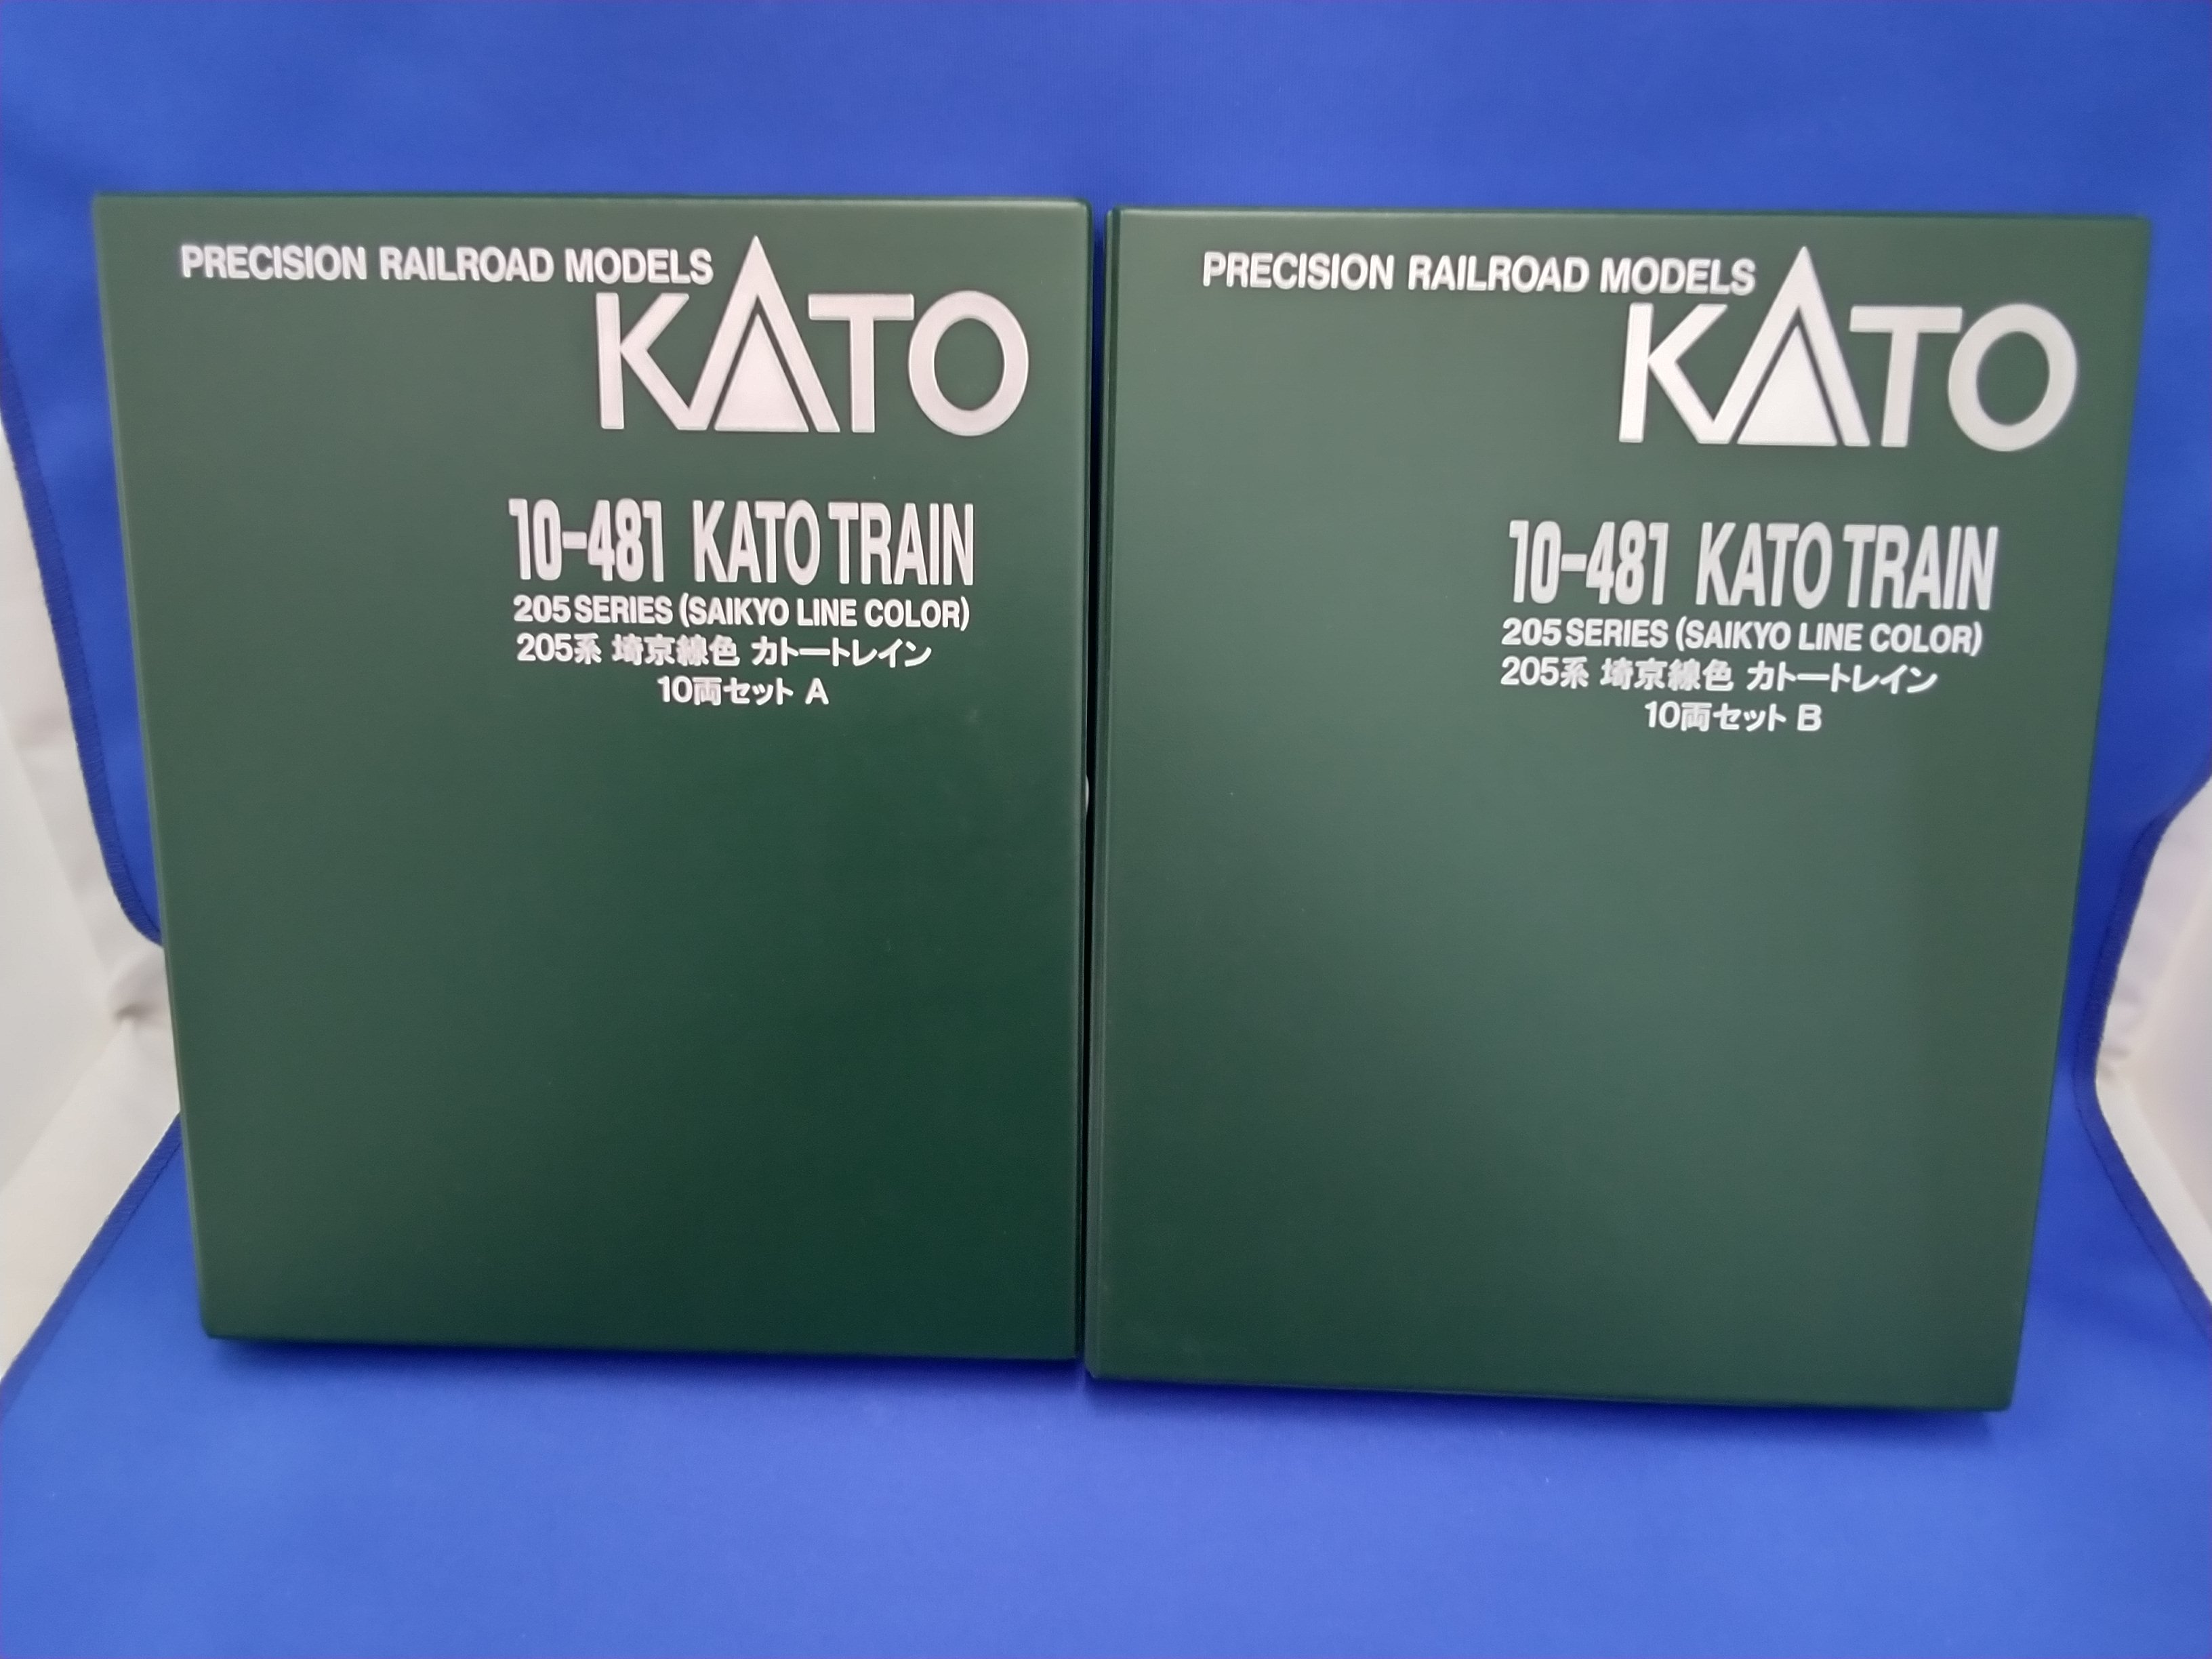 PRECISION RAILROAD MODELS
KATO
10-481 KATO TRAIN
205 SERIES (SAIKYO LINE COLOR)
205系 埼京線色 カトートレイン
10両セット A
PRECISION RAILROAD MODELS
KATO
10-481 KATO TRAIN
205 SERIES (SAIKYO LINE COLOR)
205系 埼京線色 カトートレイン
10両セット B